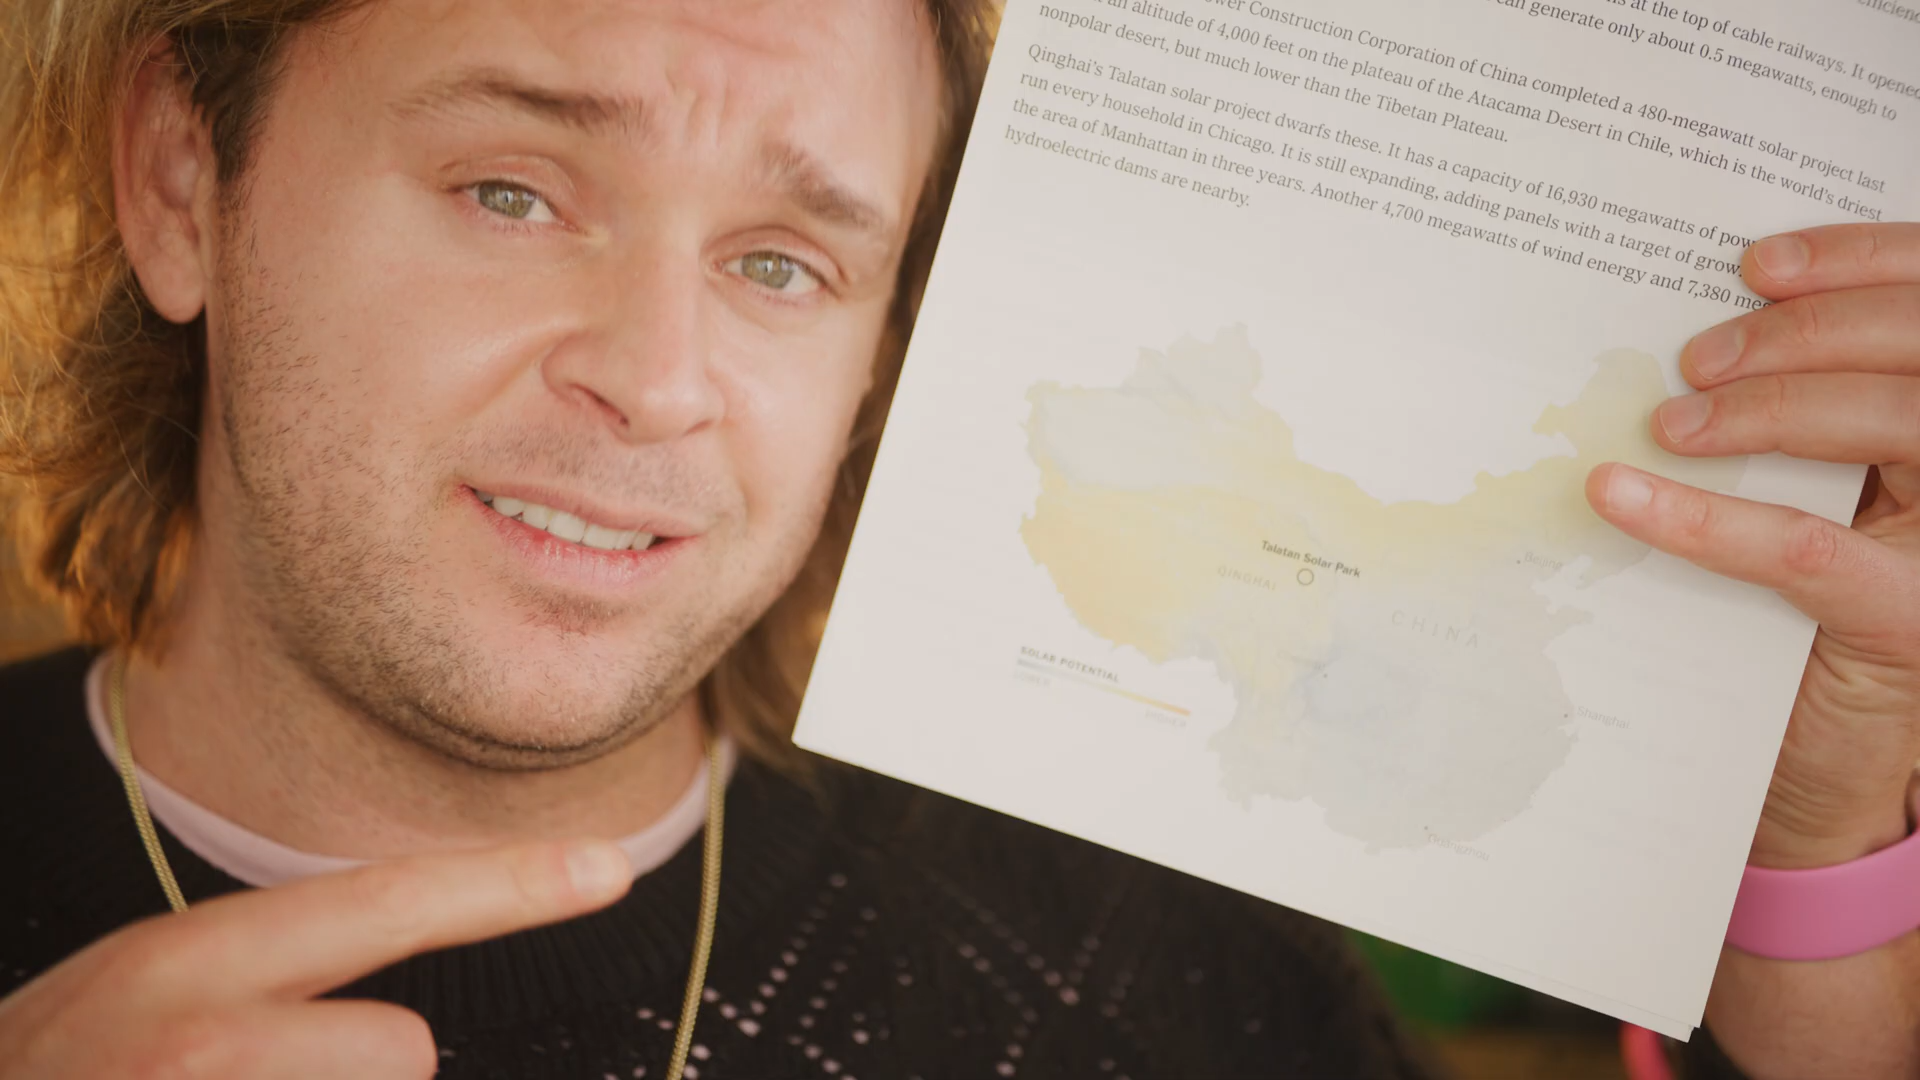 efficienc
at the top of cable railways. It opened
can generate only about 0.5 megawatts, enough to
Construction Corporation of China completed a 480-megawatt solar project last
an altitude of 4,000 feet on the plateau of the Atacama Desert in Chile, which is the world's driest
nonpolar desert, but much lower than the Tibetan Plateau.
Qinghai's Talatan solar project dwarfs these. It has a capacity of 16,930 megawatts of pow
run every household in Chicago. It is still expanding, adding panels with a target of grow
the area of Manhattan in three years. Another 4,700 megawatts of wind energy and 7,380 meg
hydroelectric dams are nearby.
Talatan Solar Park
QINGHAI
Beijing
CHINA
SOLAR POTENTIAL
LOWER
HIGHER
Shanghai
Guangzhou